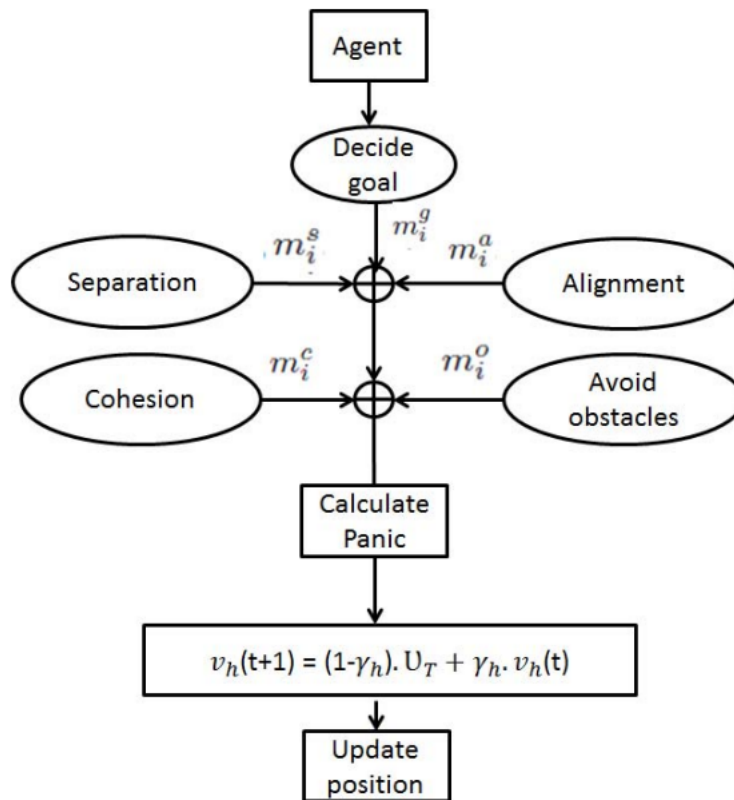 Agent
Decide
goal
m_i^g
m_i^s
m_i^a
Separation
Alignment
m_i^c
m_i^o
Cohesion
Avoid
obstacles
Calculate
Panic
v_h(t+1) = (1-γ_h). U_T + γ_h. v_h(t)
Update
position